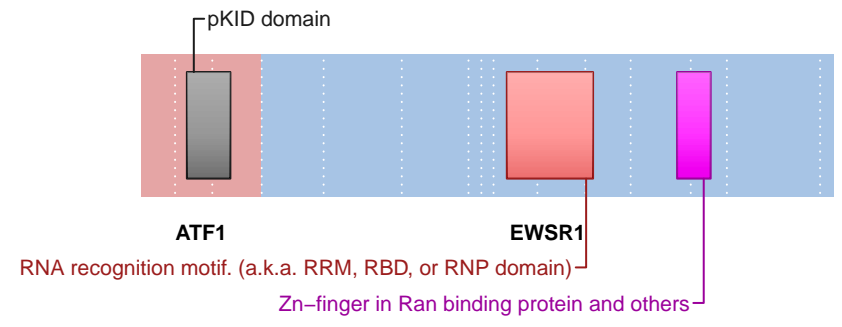 pKID domain
ATF1
EWSR1
RNA recognition motif. (a.k.a. RRM, RBD, or RNP domain)
Zn−finger in Ran binding protein and others